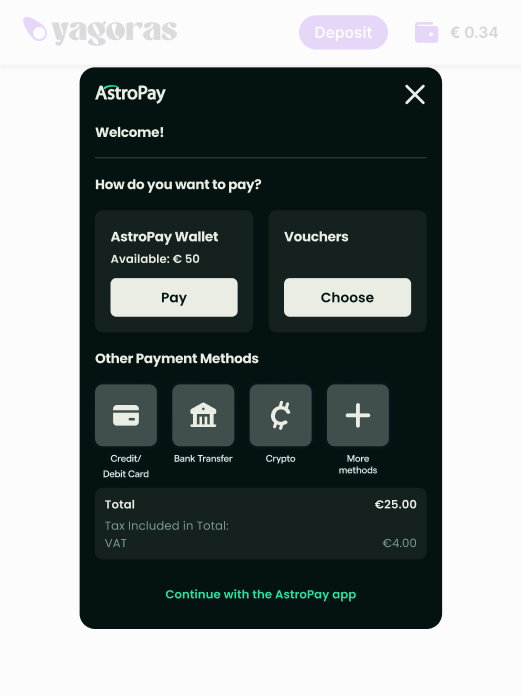 yagoras
Deposit
€ 0.34
AstroPay
Welcome!
How do you want to pay?
AstroPay Wallet
Available: € 50
Pay
Vouchers
Choose
Other Payment Methods
Credit/
Debit Card
Bank Transfer
Crypto
More
methods
Total €25.00
Tax Included in Total:
VAT €4.00
Continue with the AstroPay app